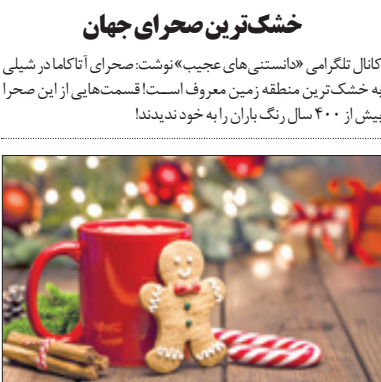 خشک‌ترین صحرای جهان
کانال تلگرامی «دانستنی‌های عجیب» نوشت: صحرای آتاکاما در شیلی
به خشک‌ترین منطقه زمین معروف است! قسمت‌هایی از این صحرا
بیش از ۴۰۰ سال رنگ باران را به خود ندیدند!